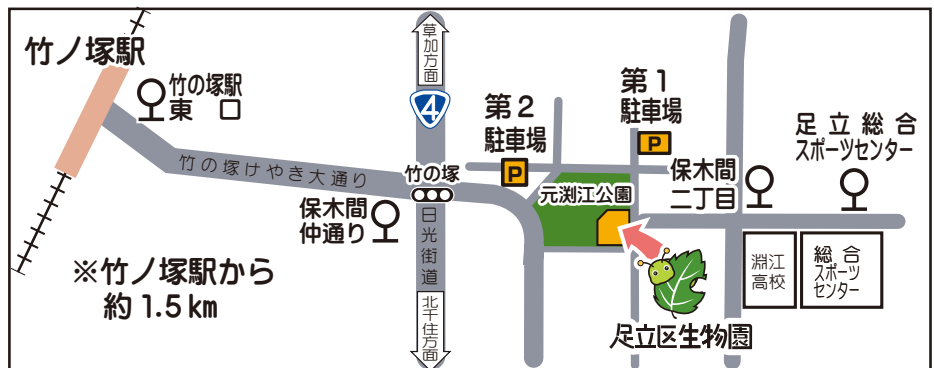 竹ノ塚駅
竹の塚駅
東口
竹の塚けやき大通り
※竹ノ塚駅から
約1.5km
草加方面
4
竹の塚
保木間
仲通り
日光街道
北千住方面
第2
駐車場
P
第1
駐車場
P
元渕江公園
保木間
二丁目
足立総合
スポーツセンター
淵江
高校
総合
スポーツ
センター
足立区生物園